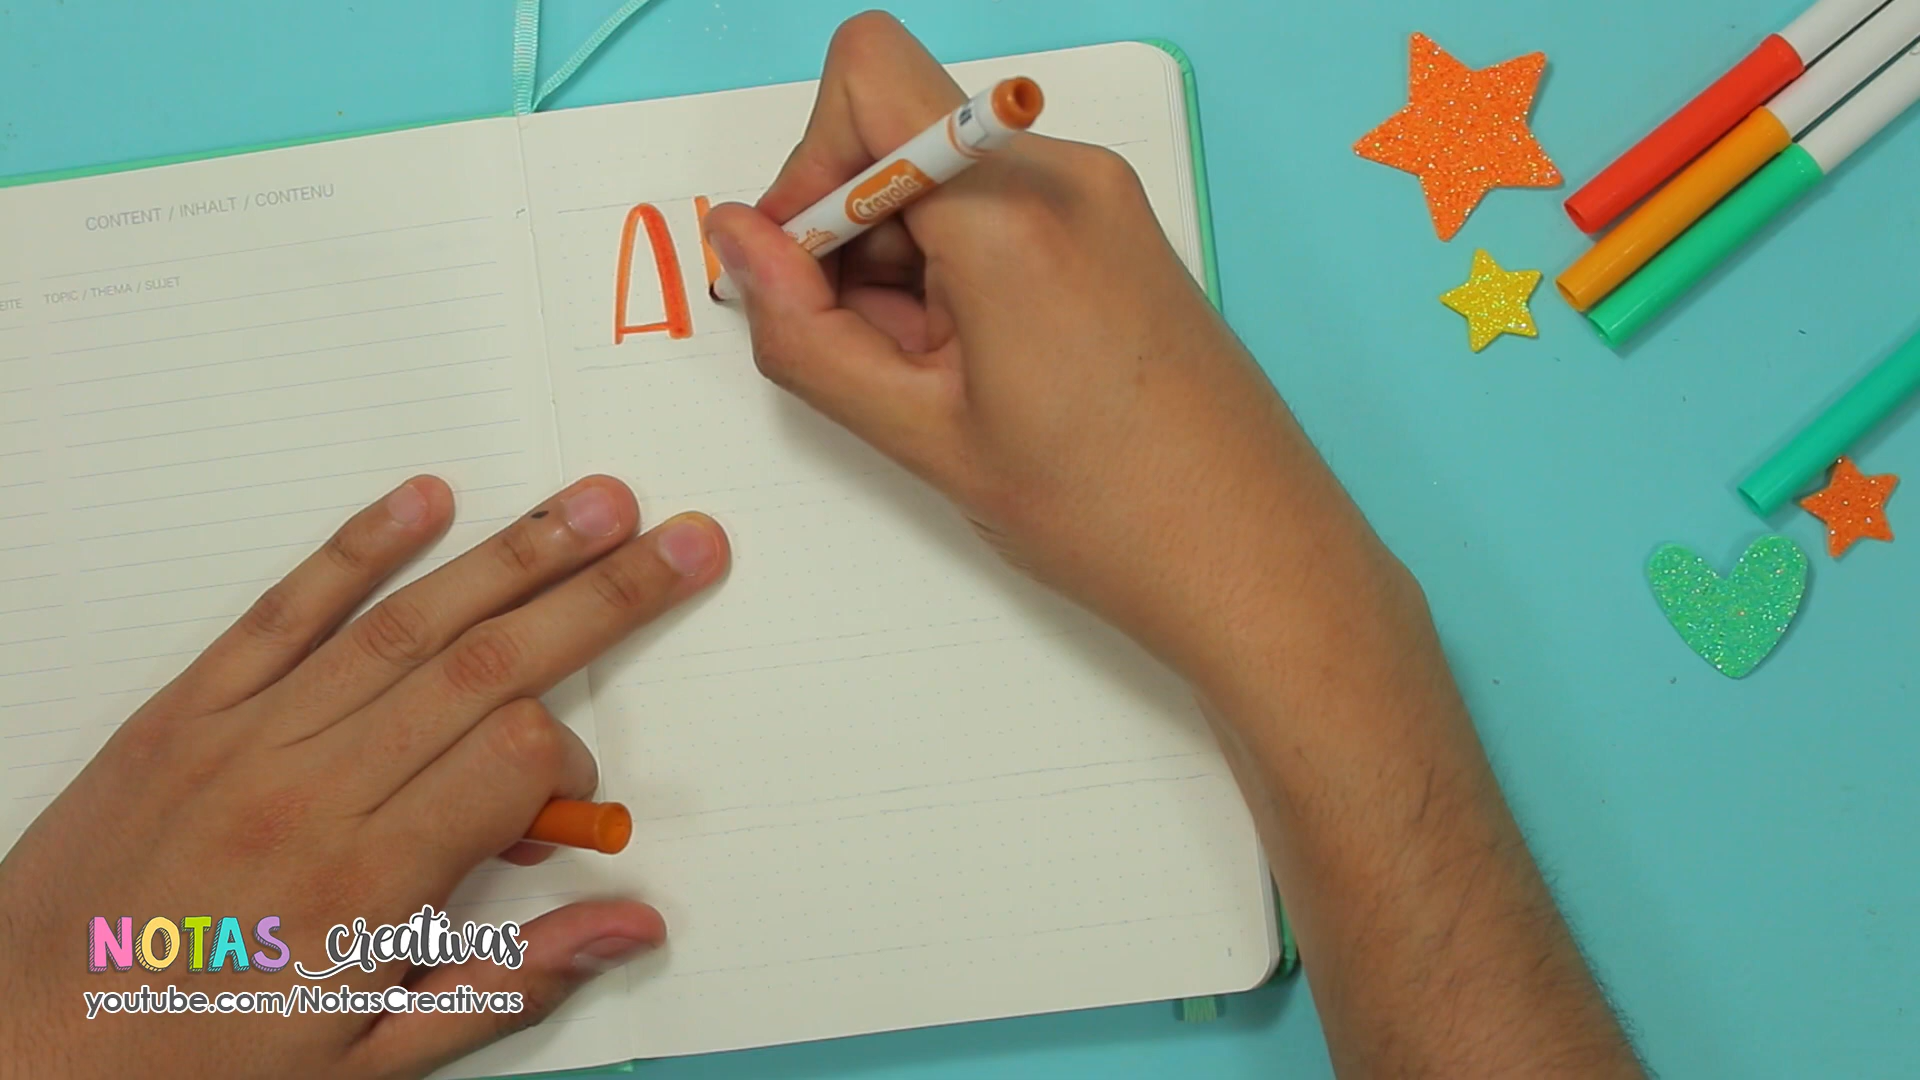 CONTENT / INHALT / CONTENU
TOPIC / THEMA / SUJET
A
Crayola
NOTAS creativas
youtube.com/NotasCreativas